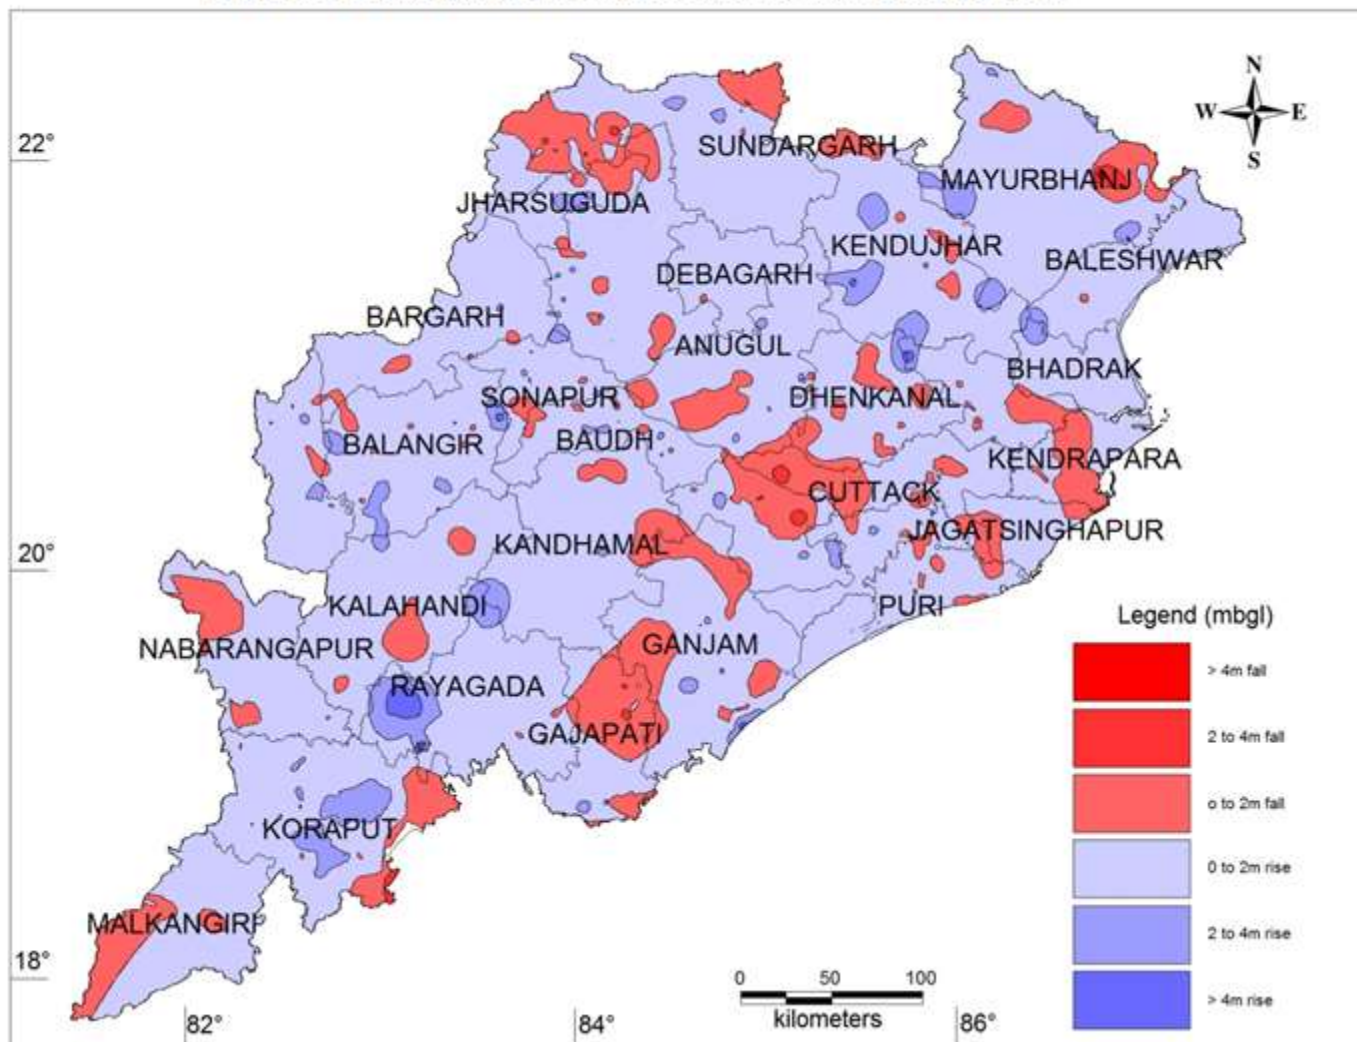 N
W E
S
22°
SUNDARGARH
MAYURBHANJ
JHARSUGUDA
KENDUJHAR
BALESHWAR
DEBAGARH
BARGARH
ANUGUL
BHADRAK
SONAPUR
DHENKANAL
BALANGIR
BAUDH
KENDRAPARA
CUTTACK
JAGATSINGHAPUR
20°
KANDHAMAL
KALAHANDI
PURI
NABARANGAPUR
GANJAM
RAYAGADA
GAJAPATI
KORAPUT
MALKANGIRI
18°
Legend (mbgl)
> 4m fall
2 to 4m fall
o to 2m fall
0 to 2m rise
2 to 4m rise
> 4m rise
0 50 100
kilometers
82° 84° 86°